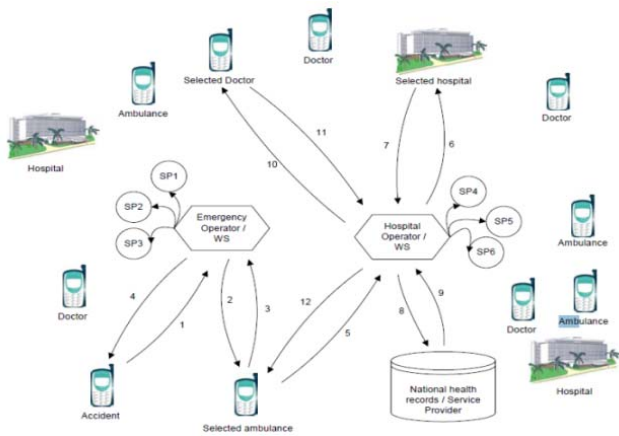 Doctor
Selected Doctor
Selected hospital
Ambulance
Doctor
11
Hospital
10
7
6
SP1
SP2
SP3
Emergency
Operator /
WS
Hospital
Operator /
WS
SP4
SP5
SP6
Ambulance
4
1
2
3
12
5
8
9
Doctor
Doctor
Ambulance
Accident
Selected ambulance
National health
records / Service
Provider
Hospital